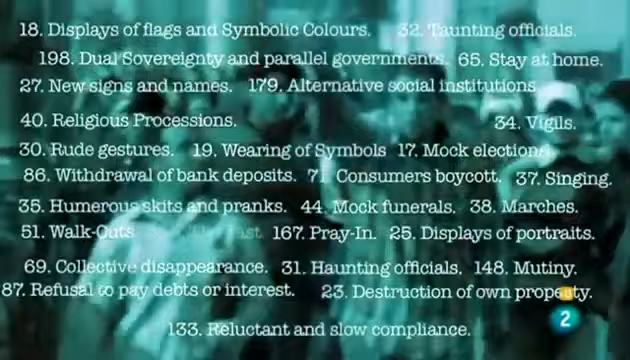 18. Displays of flags and Symbolic Colours. 32. Taunting officials.
198. Dual Sovereignty and parallel governments. 65. Stay at home.
27. New signs and names. 179. Alternative social institutions
40. Religious Processions. 34. Vigils.
30. Rude gestures. 19. Wearing of Symbols 17. Mock elections.
86. Withdrawal of bank deposits. 71. Consumers boycott. 37. Singing.
35. Humerous skits and pranks. 44. Mock funerals. 38. Marches.
51. Walk-Outs 167. Pray-In. 25. Displays of portraits.
69. Collective disappearance. 31. Haunting officials. 148. Mutiny.
87. Refusal to pay debts or interest. 23. Destruction of own property.
2
133. Reluctant and slow compliance.